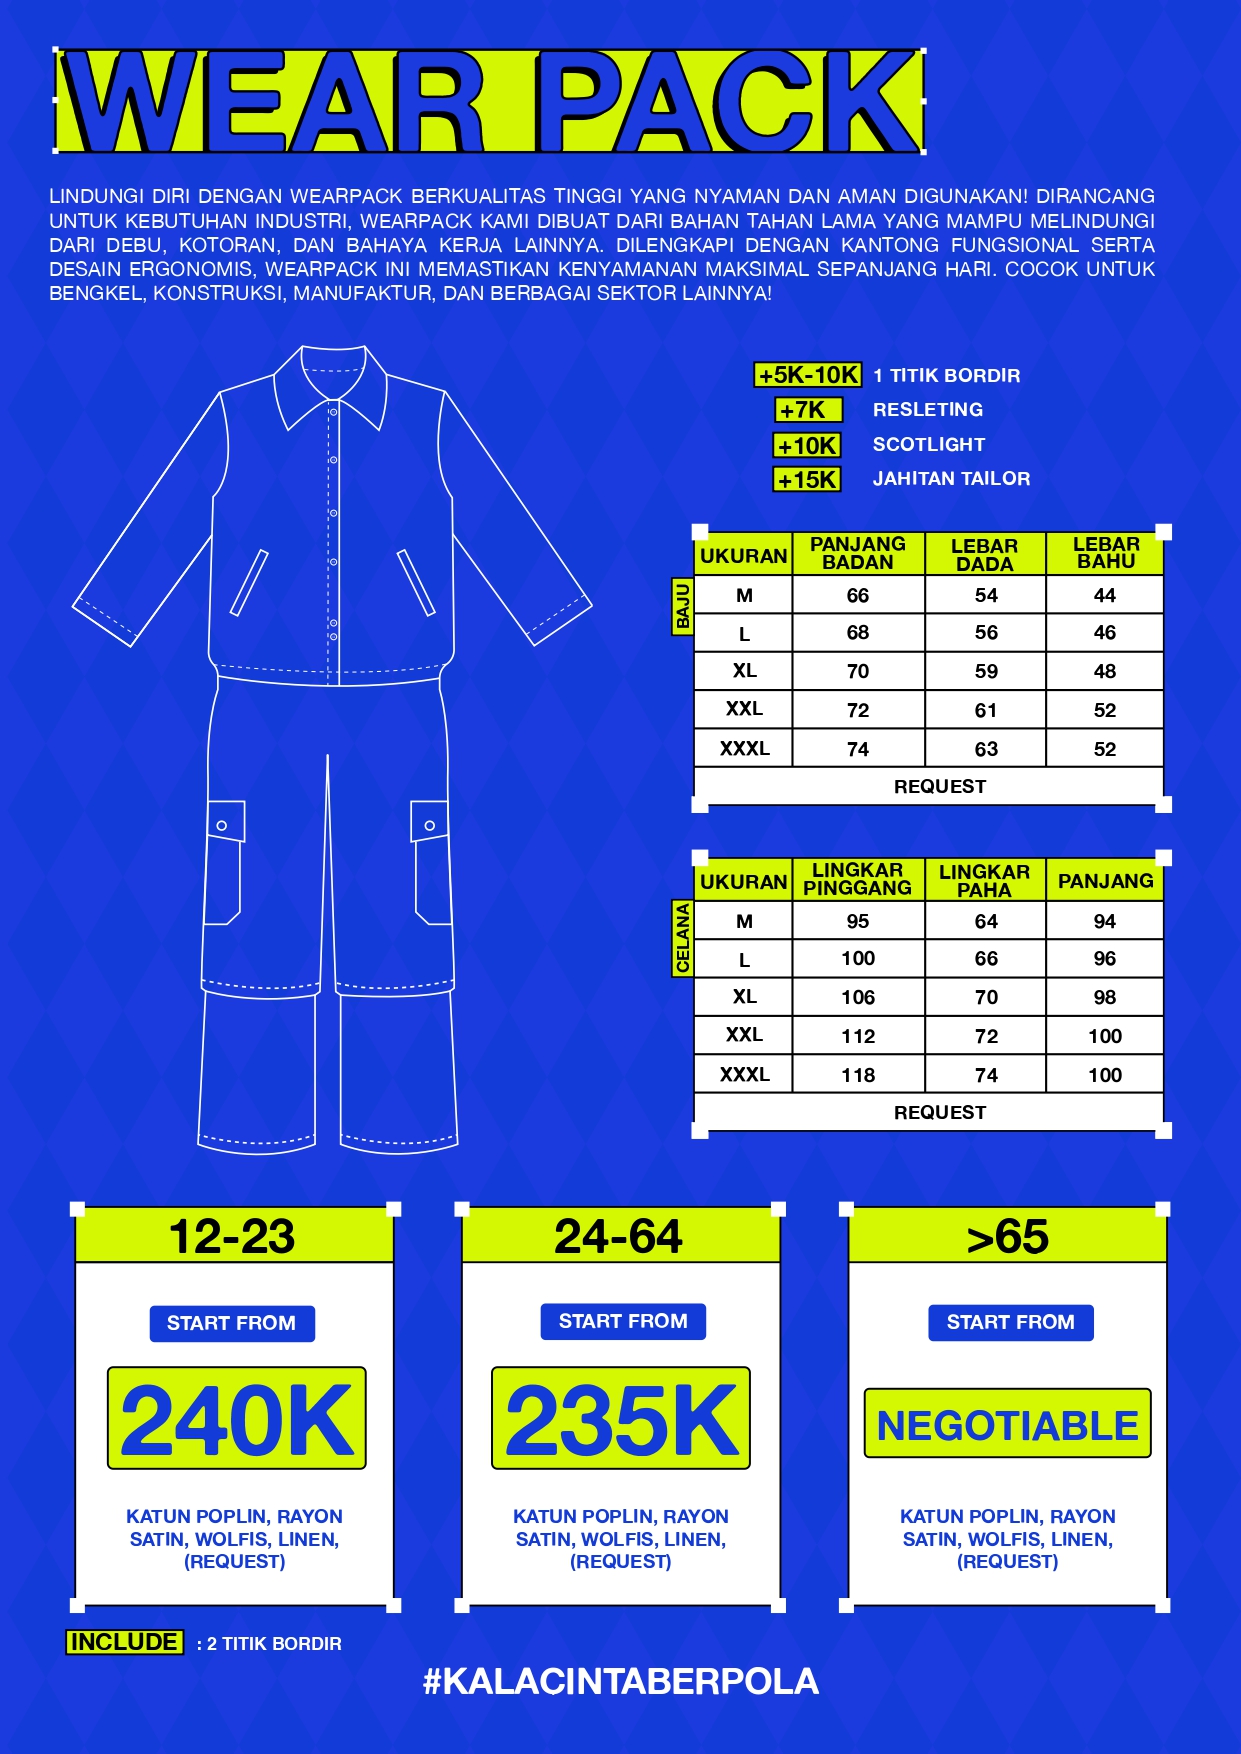 WEAR PACK
LINDUNGI DIRI DENGAN WEARPACK BERKUALITAS TINGGI YANG NYAMAN DAN AMAN DIGUNAKAN! DIRANCANG
UNTUK KEBUTUHAN INDUSTRI, WEARPACK KAMI DIBUAT DARI BAHAN TAHAN LAMA YANG MAMPU MELINDUNGI
DARI DEBU, KOTORAN, DAN BAHAYA KERJA LAINNYA. DILENGKAPI DENGAN KANTONG FUNGSIONAL SERTA
DESAIN ERGONOMIS, WEARPACK INI MEMASTIKAN KENYAMANAN MAKSIMAL SEPANJANG HARI. COCOK UNTUK
BENGKEL, KONSTRUKSI, MANUFAKTUR, DAN BERBAGAI SEKTOR LAINNYA!
+5K-10K 1 TITIK BORDIR
+7K RESLETING
+10K SCOTLIGHT
+15K JAHITAN TAILOR
BAJU
UKURAN PANJANG BADAN LEBAR DADA LEBAR BAHU
M 66 54 44
L 68 56 46
XL 70 59 48
XXL 72 61 52
XXXL 74 63 52
REQUEST
CELANA
UKURAN LINGKAR PINGGANG LINGKAR PAHA PANJANG
M 95 64 94
L 100 66 96
XL 106 70 98
XXL 112 72 100
XXXL 118 74 100
REQUEST
12-23
START FROM
240K
KATUN POPLIN, RAYON
SATIN, WOLFIS, LINEN,
(REQUEST)
24-64
START FROM
235K
KATUN POPLIN, RAYON
SATIN, WOLFIS, LINEN,
(REQUEST)
>65
START FROM
NEGOTIABLE
KATUN POPLIN, RAYON
SATIN, WOLFIS, LINEN,
(REQUEST)
INCLUDE : 2 TITIK BORDIR
#KALACINTABERPOLA